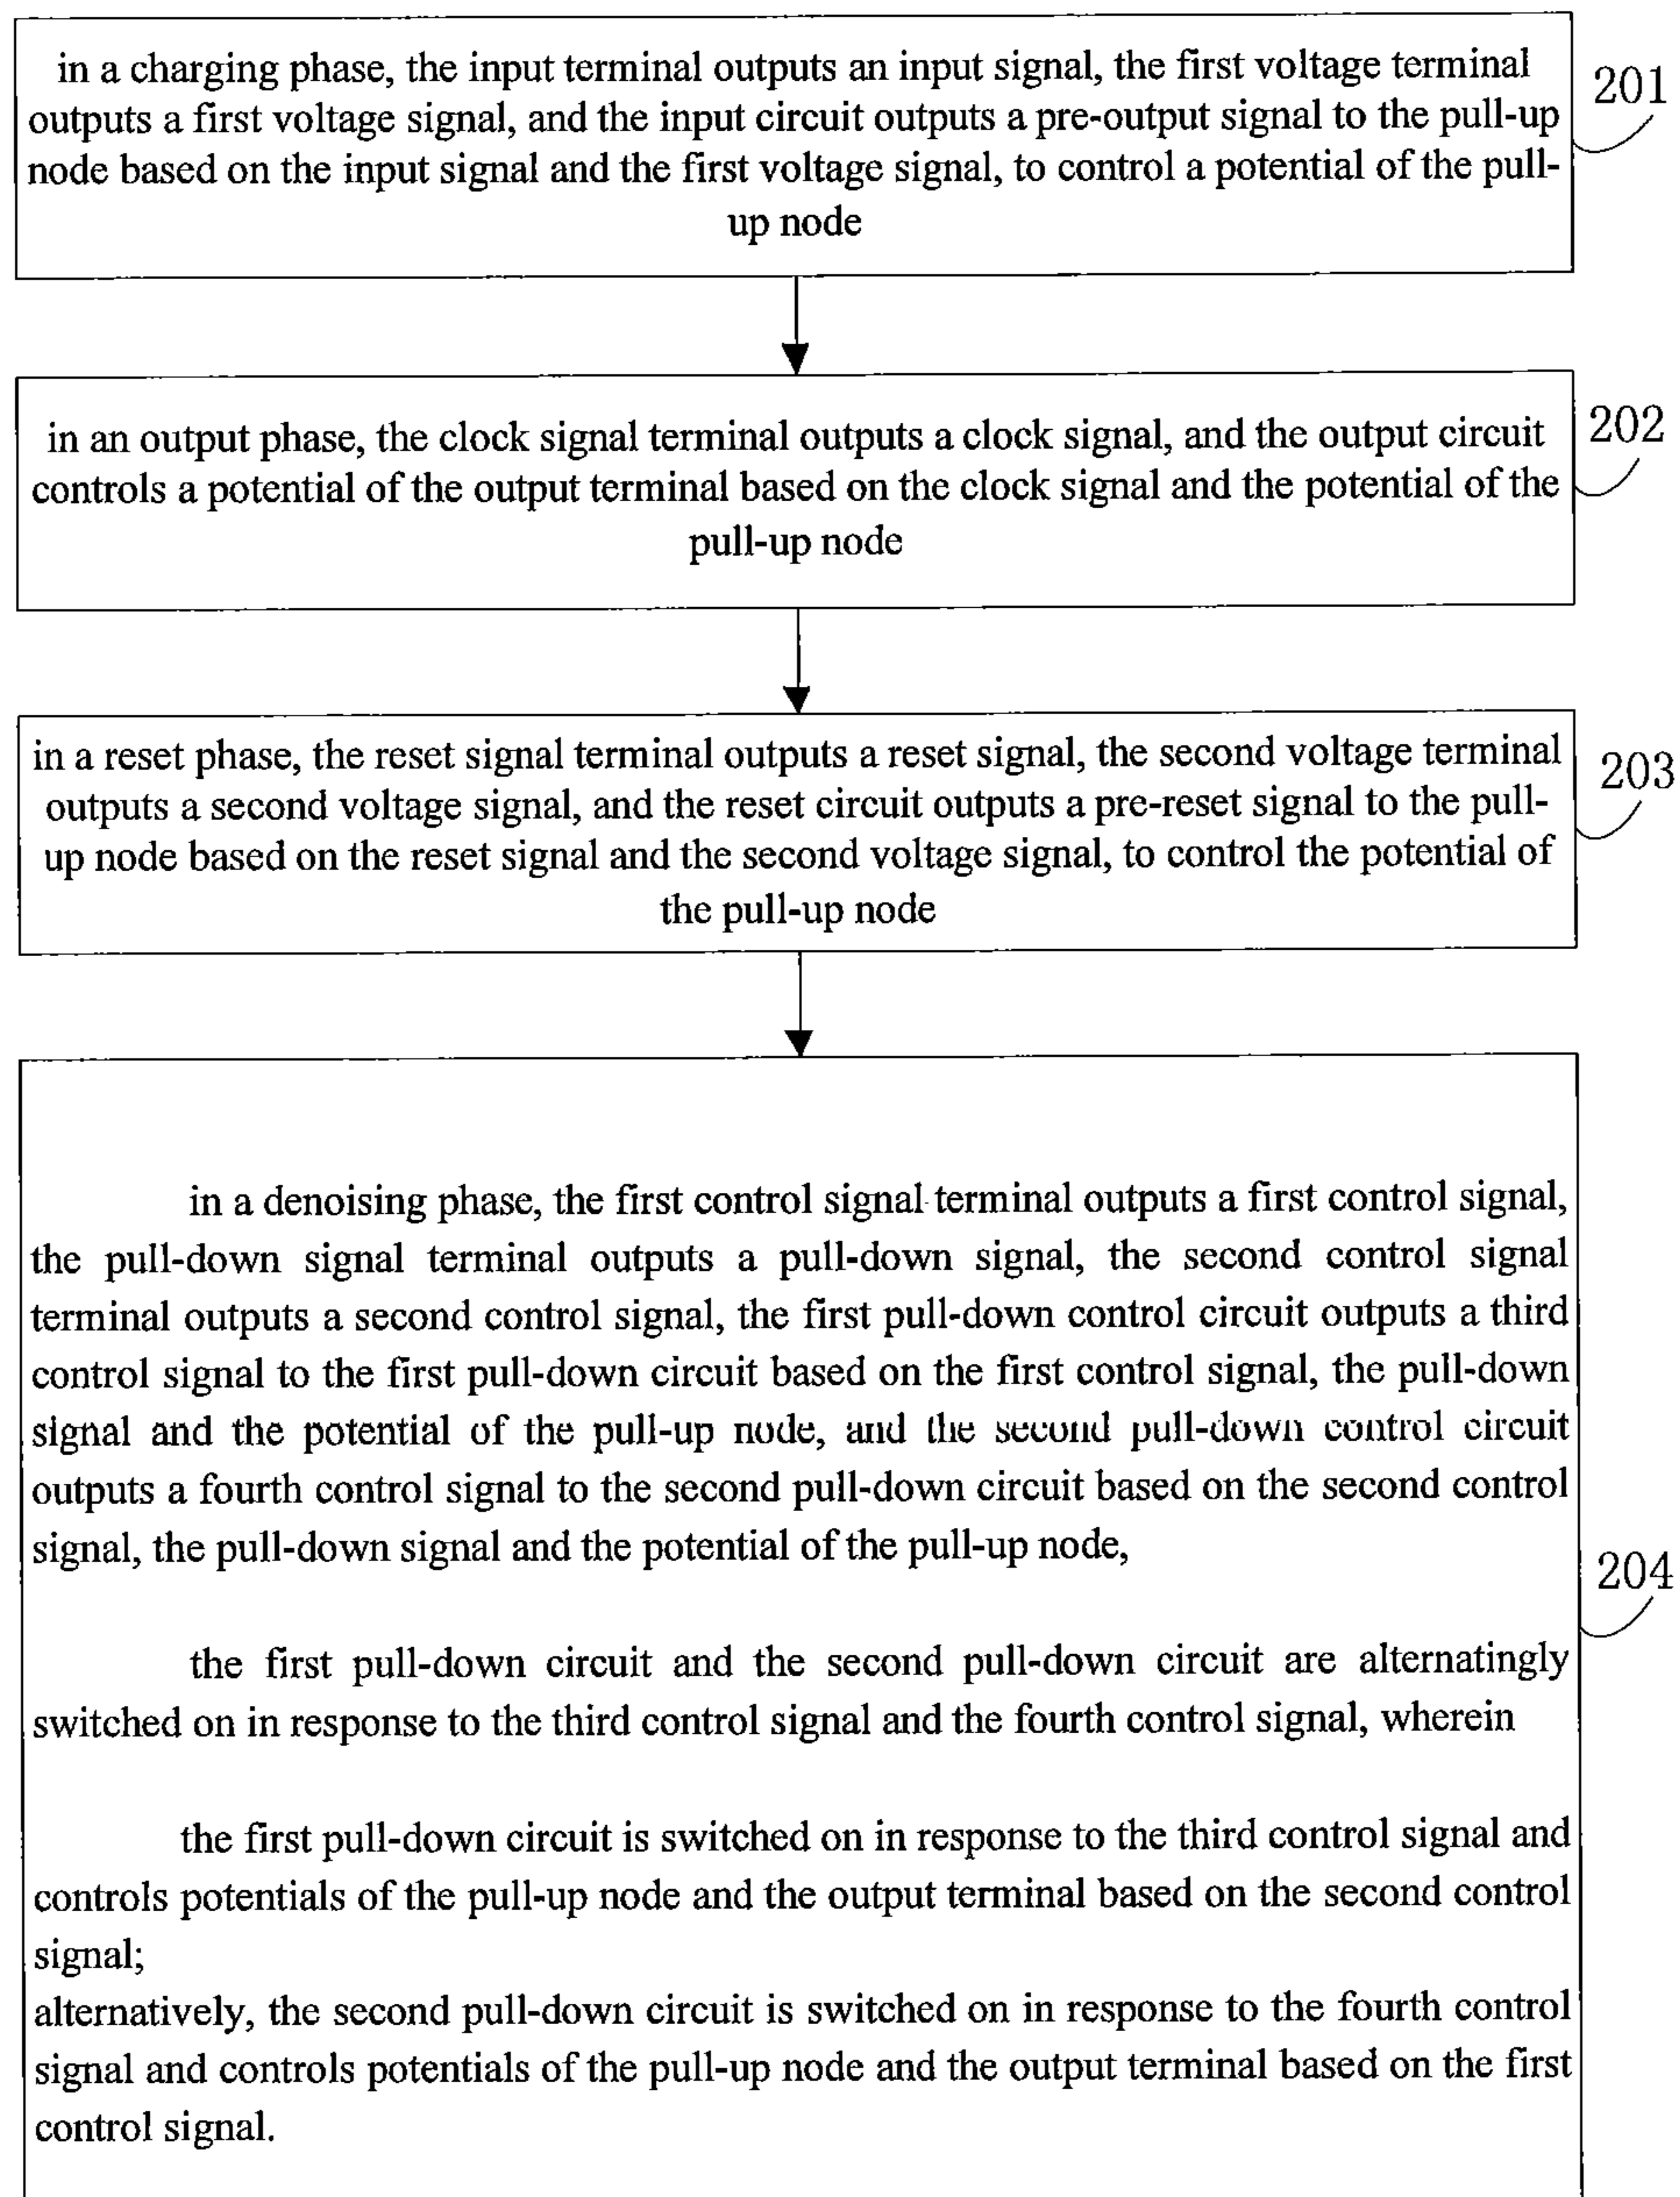 in a charging phase, the input terminal outputs an input signal, the first voltage terminal
outputs a first voltage signal, and the input circuit outputs a pre-output signal to the pull-up
node based on the input signal and the first voltage signal, to control a potential of the pull-
up node
201
in an output phase, the clock signal terminal outputs a clock signal, and the output circuit
controls a potential of the output terminal based on the clock signal and the potential of the
pull-up node
202
in a reset phase, the reset signal terminal outputs a reset signal, the second voltage terminal
outputs a second voltage signal, and the reset circuit outputs a pre-reset signal to the pull-
up node based on the reset signal and the second voltage signal, to control the potential of
the pull-up node
203
in a denoising phase, the first control signal terminal outputs a first control signal,
the pull-down signal terminal outputs a pull-down signal, the second control signal
terminal outputs a second control signal, the first pull-down control circuit outputs a third
control signal to the first pull-down circuit based on the first control signal, the pull-down
signal and the potential of the pull-up node, and the second pull-down control circuit
outputs a fourth control signal to the second pull-down circuit based on the second control
signal, the pull-down signal and the potential of the pull-up node,
the first pull-down circuit and the second pull-down circuit are alternatingly
switched on in response to the third control signal and the fourth control signal, wherein
the first pull-down circuit is switched on in response to the third control signal and
controls potentials of the pull-up node and the output terminal based on the second control
signal;
alternatively, the second pull-down circuit is switched on in response to the fourth control
signal and controls potentials of the pull-up node and the output terminal based on the first
control signal.
204